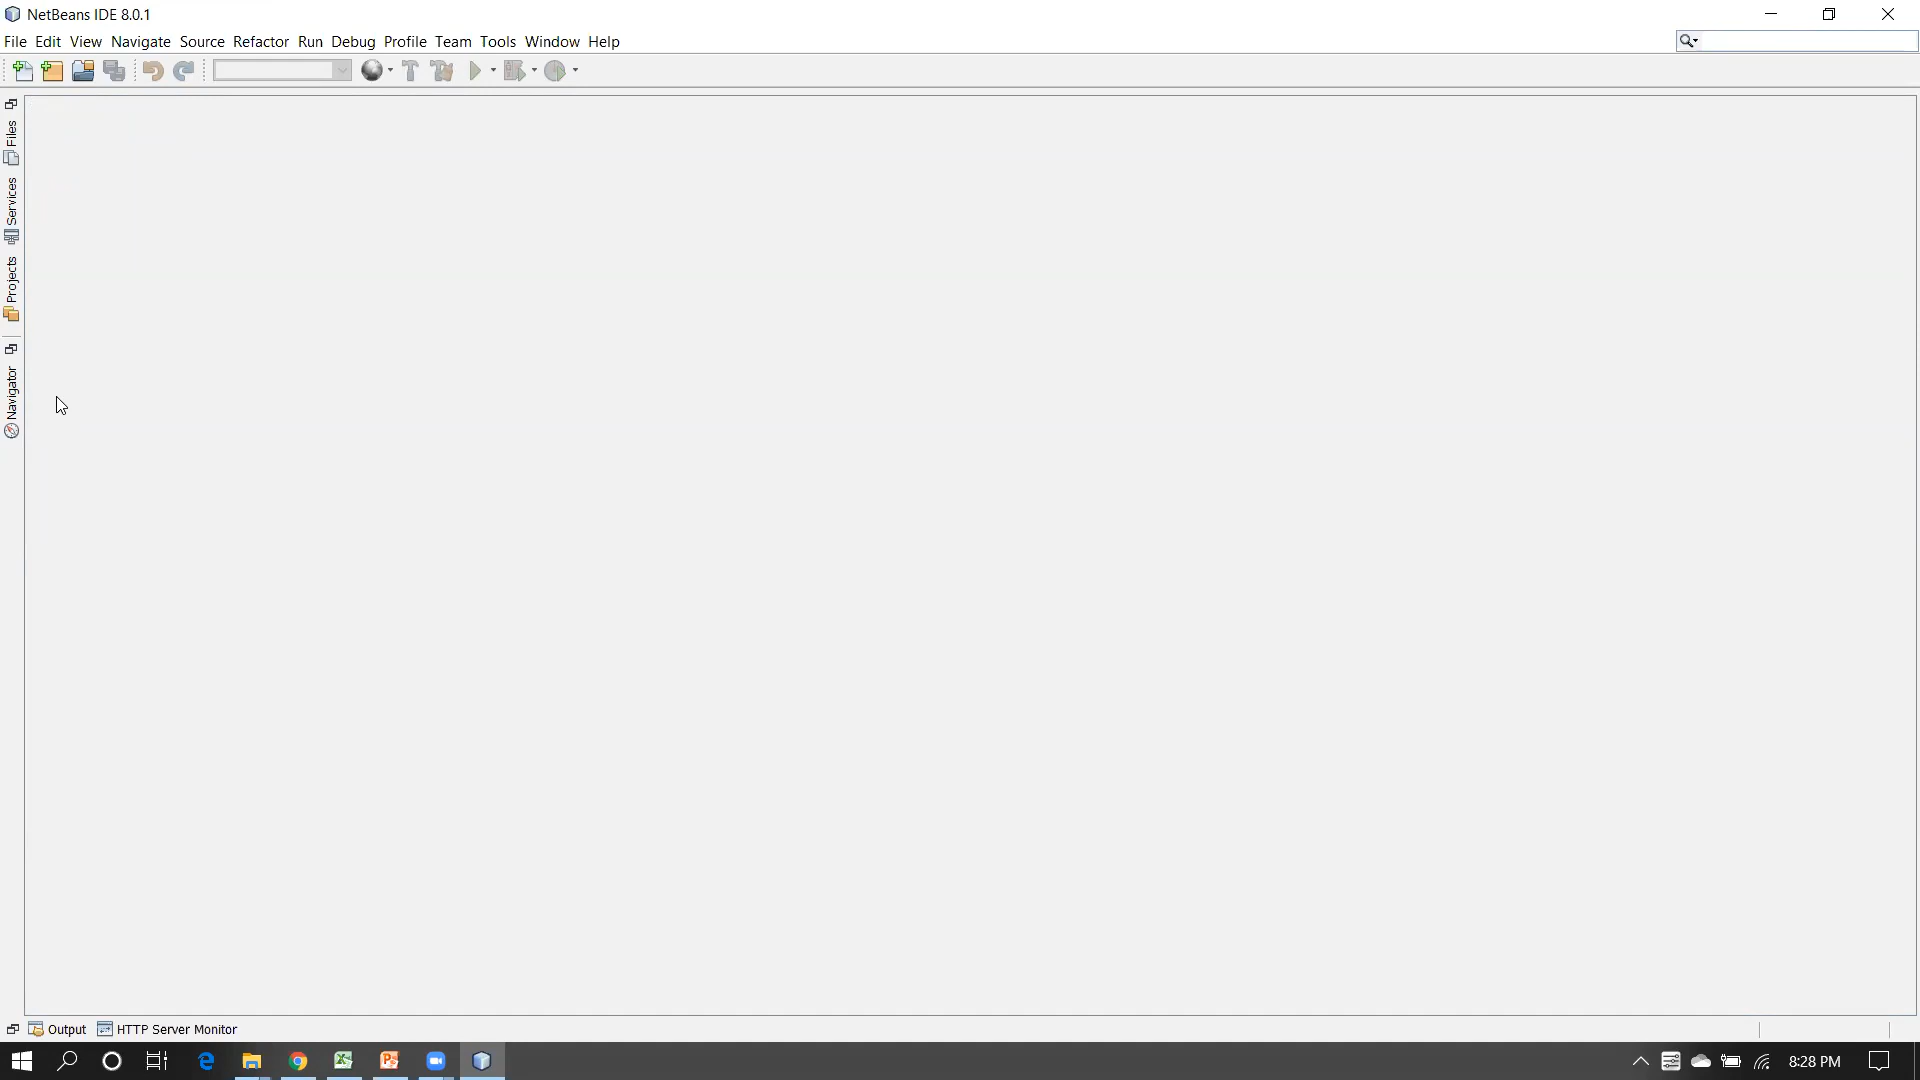 NetBeans IDE 8.0.1
File Edit View Navigate Source Refactor Run Debug Profile Team Tools Window Help
Files
Services
Projects
Navigator
Output HTTP Server Monitor
8:28 PM